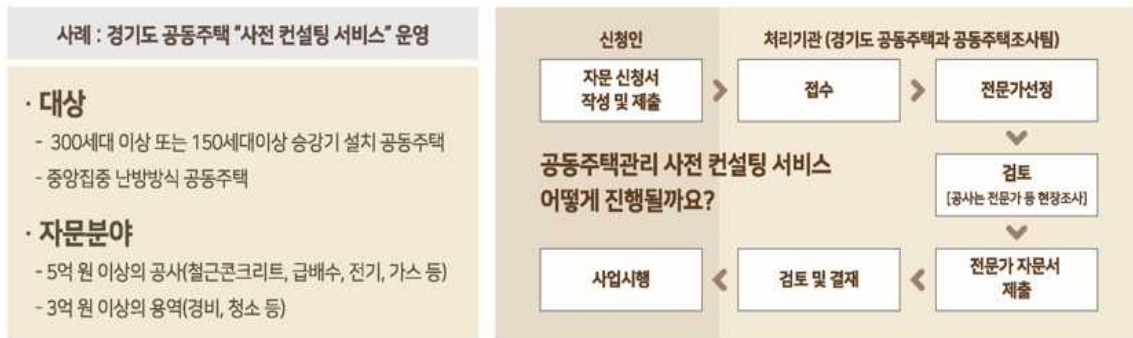 사례 : 경기도 공동주택 "사전 컨설팅 서비스" 운영
· 대상
- 300세대 이상 또는 150세대이상 승강기 설치 공동주택
- 중앙집중 난방방식 공동주택
· 자문분야
- 5억 원 이상의 공사(철근콘크리트, 급배수, 전기, 가스 등)
- 3억 원 이상의 용역(경비, 청소 등)
신청인
처리기관 (경기도 공동주택과 공동주택조사팀)
자문 신청서
작성 및 제출
접수
전문가선정
공동주택관리 사전 컨설팅 서비스
어떻게 진행될까요?
검토
[공사는 전문가 등 현장조사]
전문가 자문서
제출
검토 및 결재
사업시행